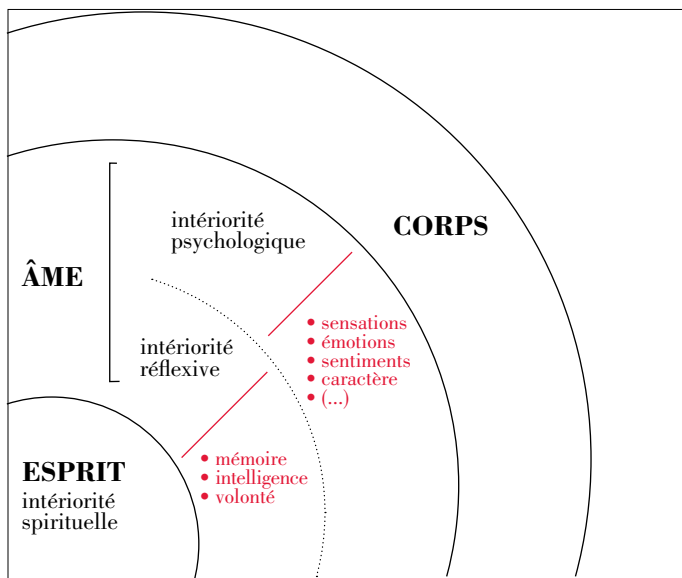 intériorité
psychologique
CORPS
ÂME
intériorité
réflexive
• sensations
• émotions
• sentiments
• caractère
• (...)
ESPRIT
intériorité
spirituelle
• mémoire
• intelligence
• volonté